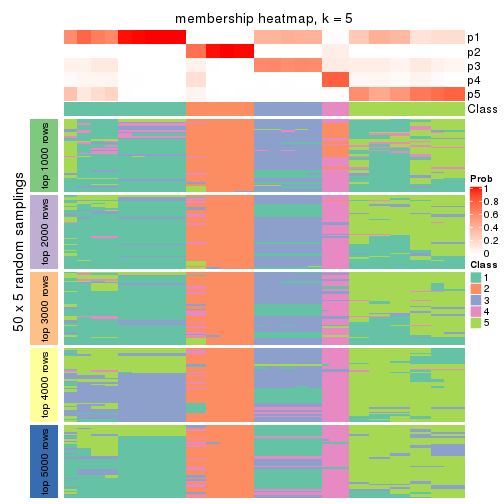 membership heatmap, k = 5
p1
p2
p3
p4
p5
Class
50 x 5 random samplings
top 1000 rows
top 2000 rows
top 3000 rows
top 4000 rows
top 5000 rows
Prob
1
0.8
0.6
0.4
0.2
0
Class
1
2
3
4
5